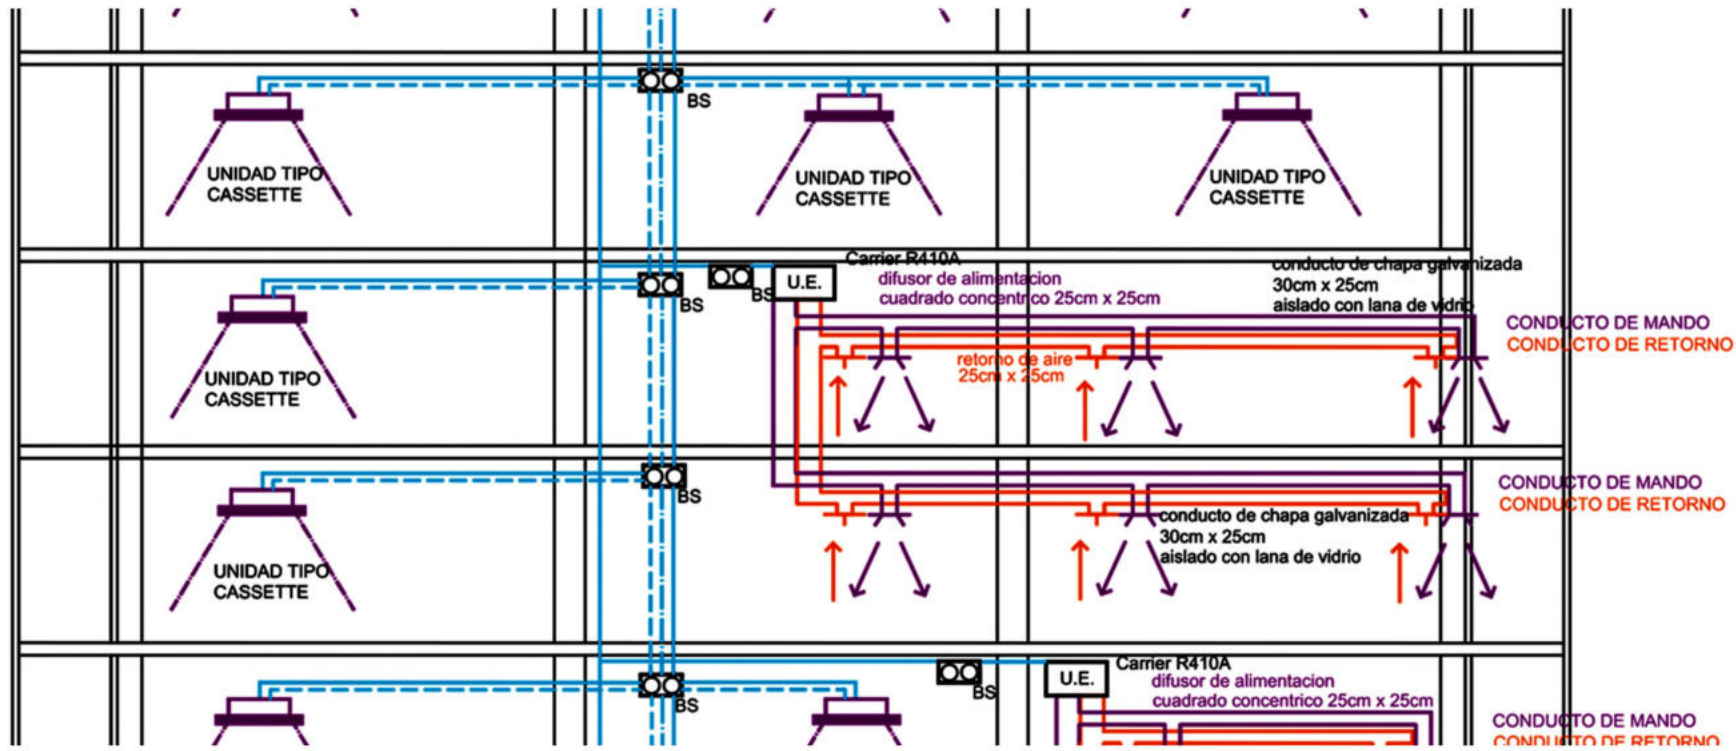 BS
UNIDAD TIPO
CASSETTE
UNIDAD TIPO
CASSETTE
UNIDAD TIPO
CASSETTE
Carrier R410A
U.E.
difusor de alimentacion
cuadrado concentrico 25cm x 25cm
conducto de chapa galvanizada
30cm x 25cm
aislado con lana de vidrio
BS
BS
CONDUCTO DE MANDO
CONDUCTO DE RETORNO
retorno de aire
25cm x 25cm
UNIDAD TIPO
CASSETTE
BS
CONDUCTO DE MANDO
CONDUCTO DE RETORNO
conducto de chapa galvanizada
30cm x 25cm
aislado con lana de vidrio
UNIDAD TIPO
CASSETTE
Carrier R410A
U.E.
difusor de alimentacion
cuadrado concentrico 25cm x 25cm
BS
BS
CONDUCTO DE MANDO
CONDUCTO DE RETORNO